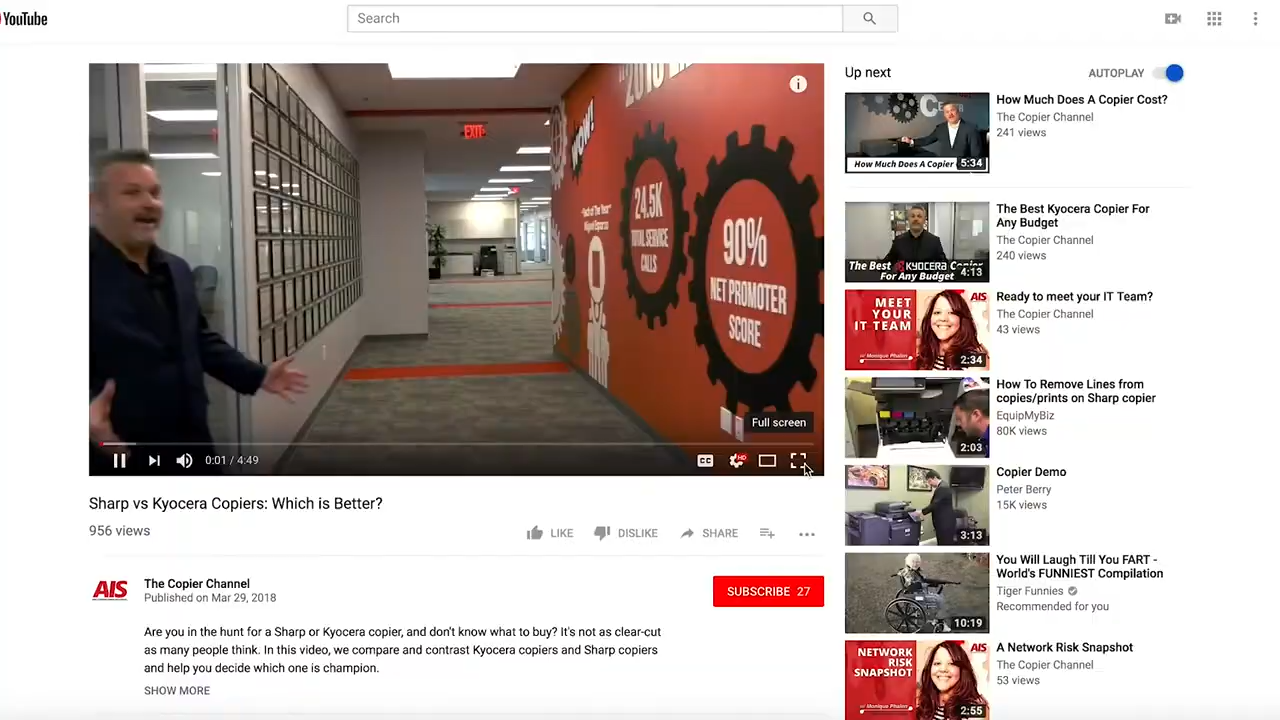 YouTube
Search
2018
WOW!
EXIT
24.5K
TOTAL SERVICE
CALLS
90%
NET PROMOTER
SCORE
Full screen
0:01 / 4:49
CC
HD
Sharp vs Kyocera Copiers: Which is Better?
956 views
LIKE
DISLIKE
SHARE
AIS
The Copier Channel
Published on Mar 29, 2018
SUBSCRIBE 27
Are you in the hunt for a Sharp or Kyocera copier, and don't know what to buy? It's not as clear-cut
as many people think. In this video, we compare and contrast Kyocera copiers and Sharp copiers
and help you decide which one is champion.
SHOW MORE
Up next
AUTOPLAY
How Much Does A Copier
5:34
How Much Does A Copier Cost?
The Copier Channel
241 views
The Best KYOCERA Copier
For Any Budget
4:13
The Best Kyocera Copier For
Any Budget
The Copier Channel
240 views
MEET
YOUR
IT TEAM
AIS
w/ Monique Phalen
2:34
Ready to meet your IT Team?
The Copier Channel
43 views
2:03
How To Remove Lines from
copies/prints on Sharp copier
EquipMyBiz
80K views
3:13
Copier Demo
Peter Berry
15K views
10:19
You Will Laugh Till You FART -
World's FUNNIEST Compilation
Tiger Funnies
Recommended for you
NETWORK
RISK
SNAPSHOT
AIS
w/ Monique Phalen
2:55
A Network Risk Snapshot
The Copier Channel
53 views